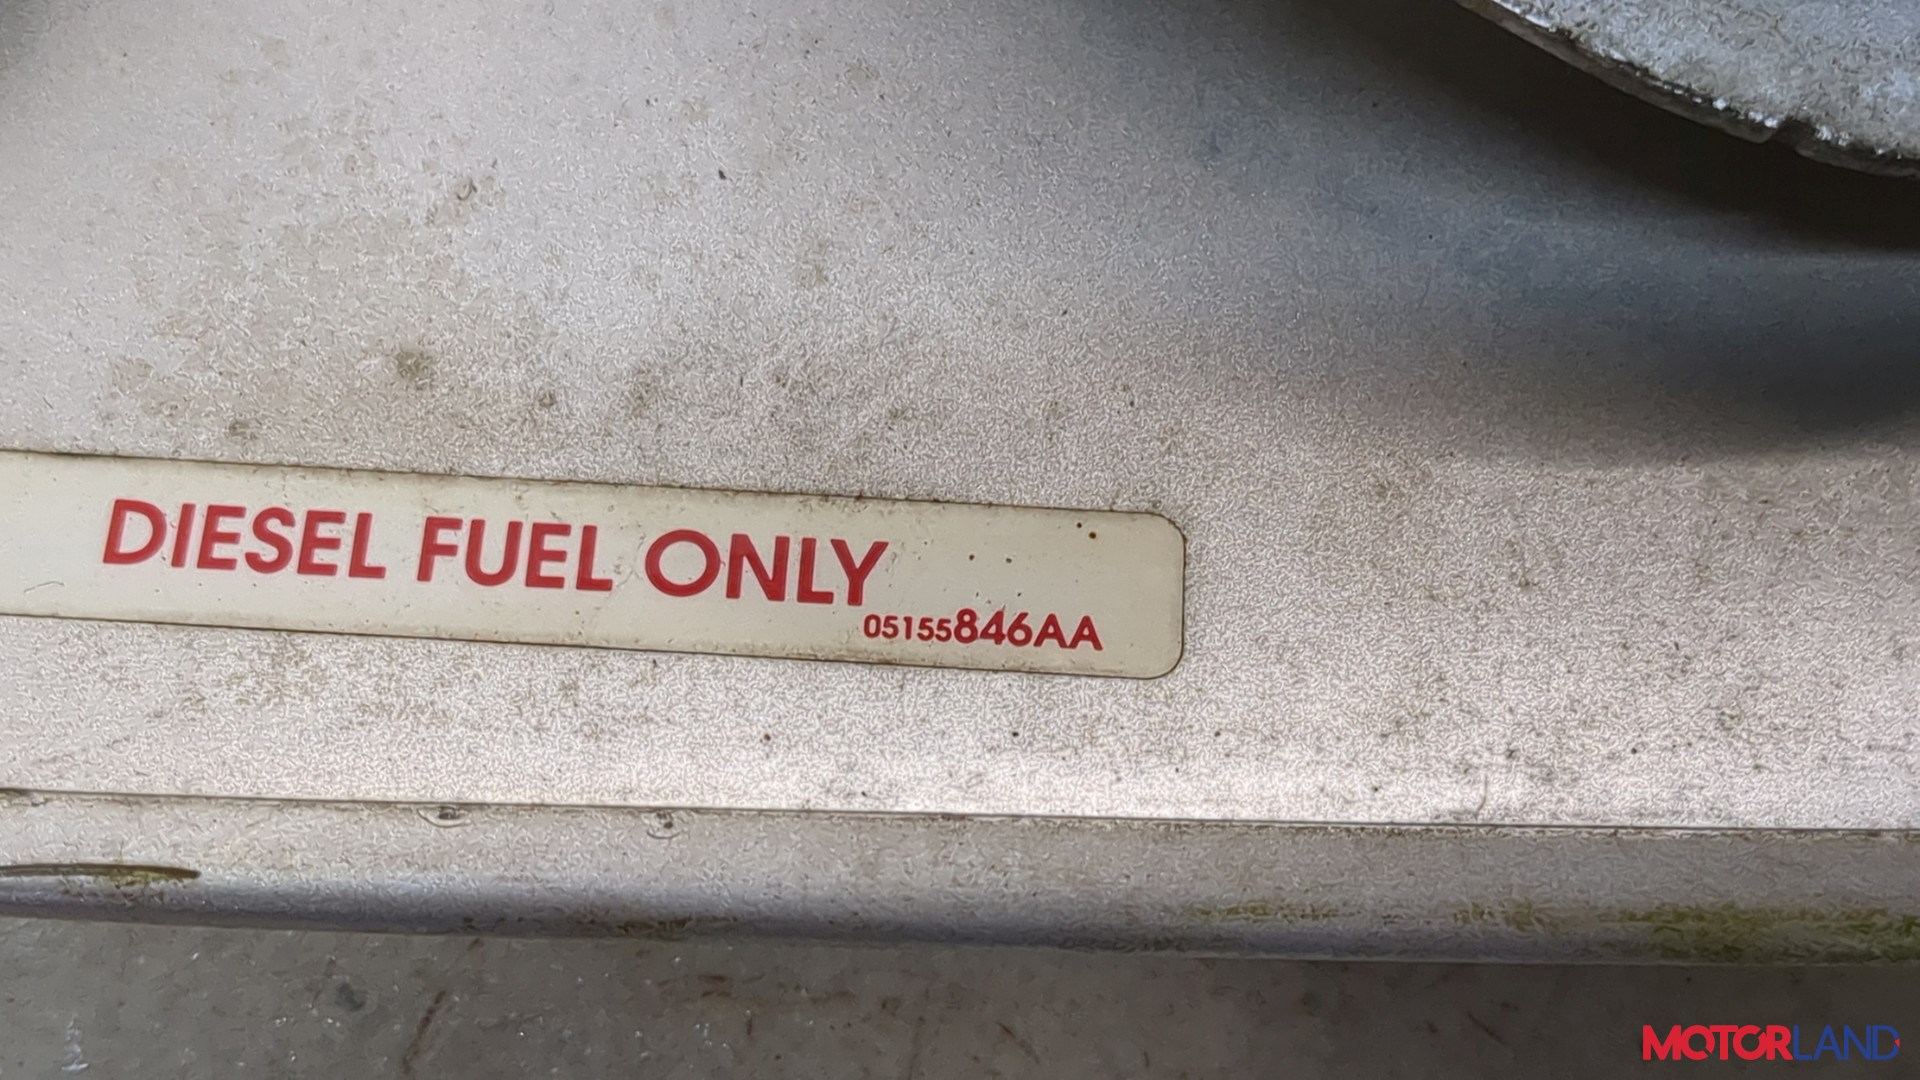 DIESEL FUEL ONLY
05155846AA
MOTORLAND